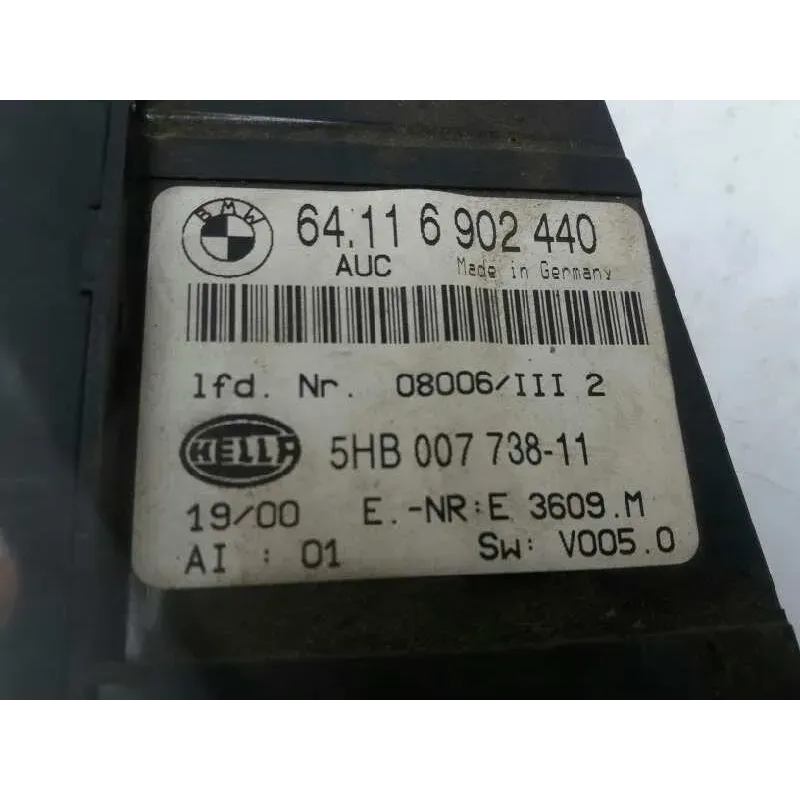 BMW 64.11 6 902 440
AUC Made in Germany
lfd. Nr. 08006/III 2
HELLA 5HB 007 738-11
19/00 E.-NR:E 3609.M
AI : 01 SW: V005.0